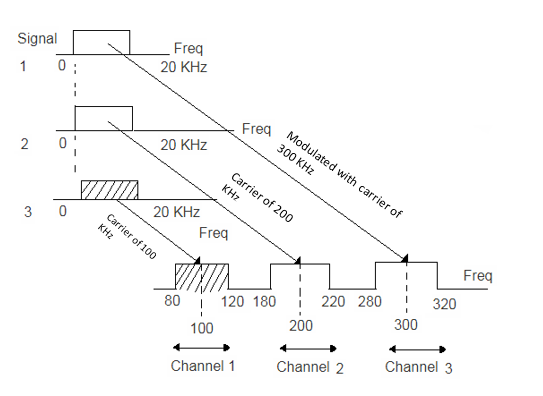 Signal
Freq
1 0 20 KHz
Modulated with carrier of
300 KHz
Freq
2 0 20 KHz
Carrier of 200
KHz
3 0 20 KHz
Carrier of 100
KHz
Freq
Freq
80 120 180 220 280 320
100 200 300
Channel 1 Channel 2 Channel 3